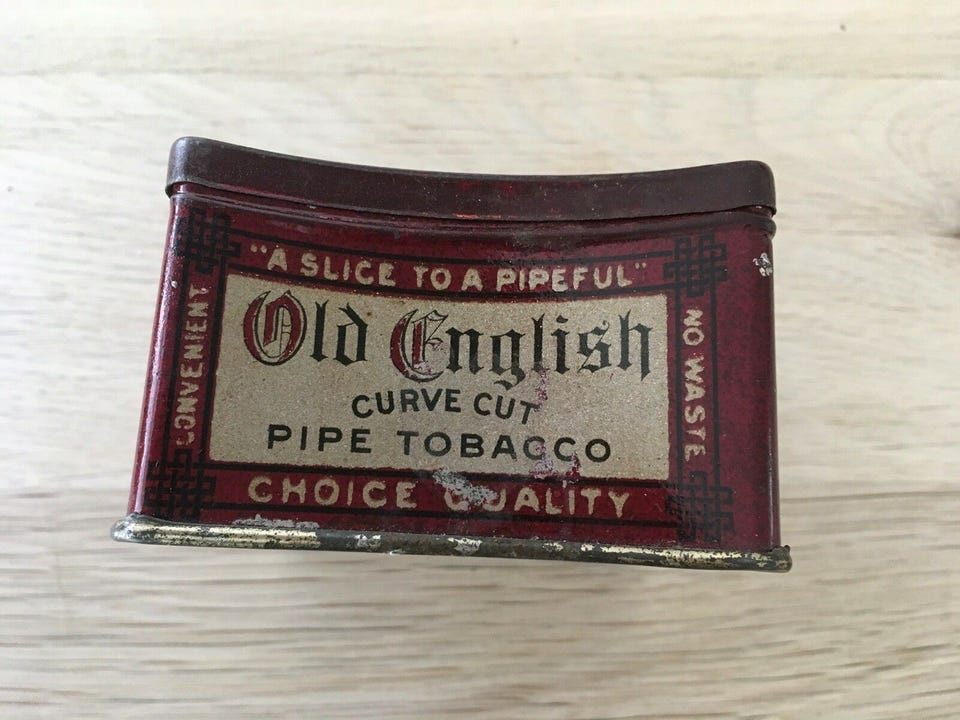 "A SLICE TO A PIPEFUL"
CONVENIENT
Old English
CURVE CUT
PIPE TOBACCO
NO WASTE
CHOICE QUALITY